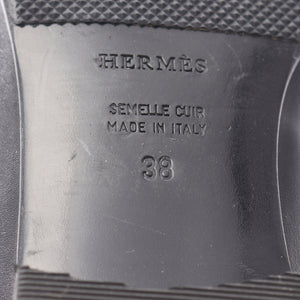 HERMÈS
SEMELLE CUIR
MADE IN ITALY
38